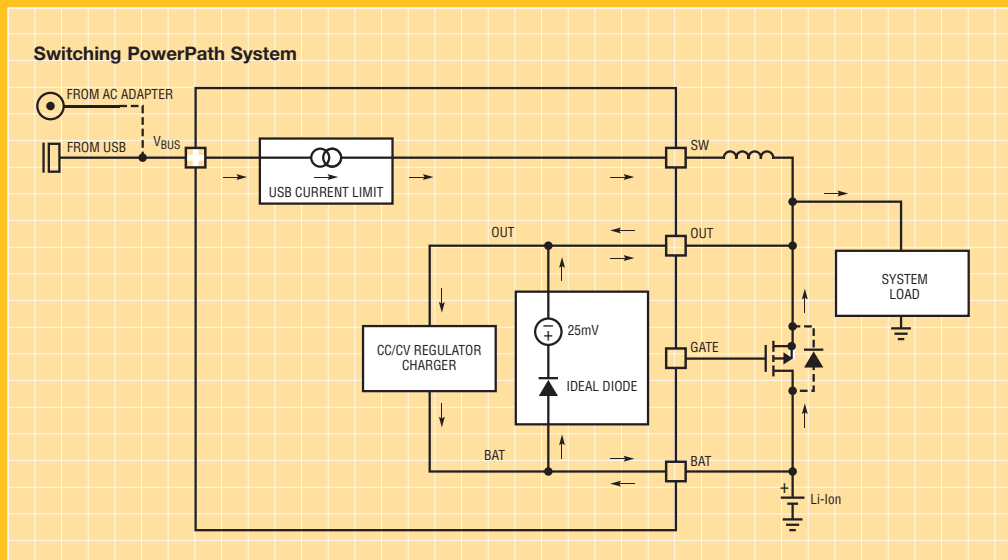 Switching PowerPath System
FROM AC ADAPTER
FROM USB
VBUS
USB CURRENT LIMIT
SW
OUT
OUT
SYSTEM
LOAD
25mV
CC/CV REGULATOR
CHARGER
GATE
IDEAL DIODE
BAT
BAT
+
Li-Ion